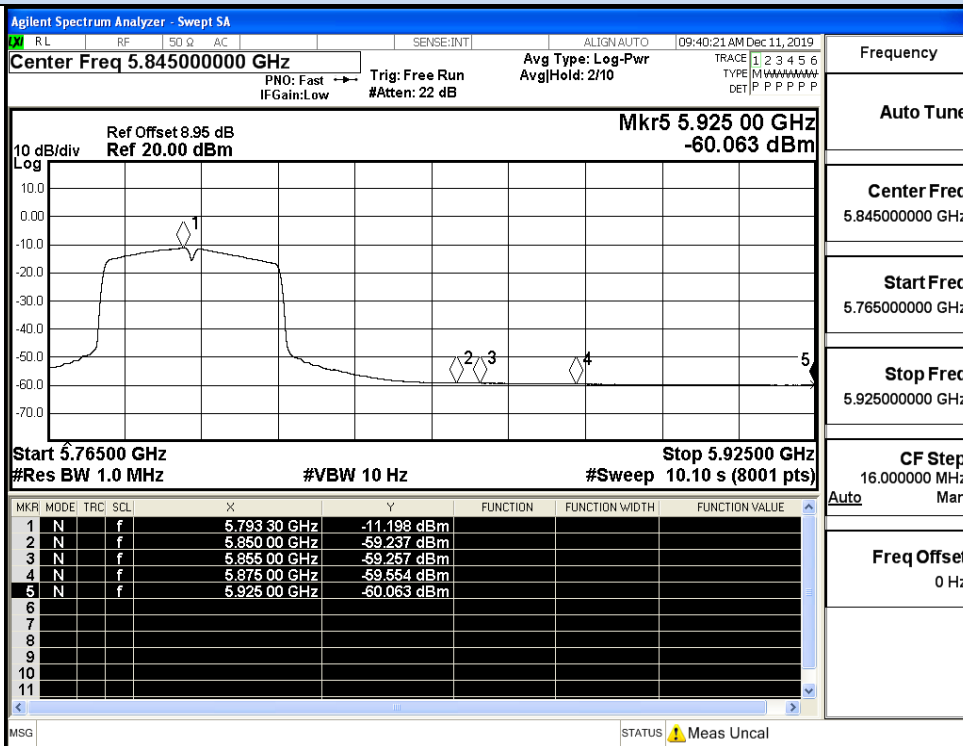 Agilent Spectrum Analyzer - Swept SA
LXI RL RF 50 Ω AC SENSE:INT ALIGN AUTO 09:40:21 AM Dec 11, 2019
Center Freq 5.845000000 GHz
PNO: Fast
IFGain:Low
Trig: Free Run
#Atten: 22 dB
Avg Type: Log-Pwr
Avg|Hold: 2/10
TRACE 1 2 3 4 5 6
TYPE M W W W W W
DET P P P P P P
Ref Offset 8.95 dB
10 dB/div Ref 20.00 dBm
Log
Mkr5 5.925 00 GHz
-60.063 dBm
10.0
0.00
-10.0
-20.0
-30.0
-40.0
-50.0
-60.0
-70.0
1
2
3
4
5
Start 5.76500 GHz Stop 5.92500 GHz
#Res BW 1.0 MHz #VBW 10 Hz #Sweep 10.10 s (8001 pts)
MKR MODE TRC SCL X Y FUNCTION FUNCTION WIDTH FUNCTION VALUE
1 N f 5.793 30 GHz -11.198 dBm
2 N f 5.850 00 GHz -59.237 dBm
3 N f 5.855 00 GHz -59.257 dBm
4 N f 5.875 00 GHz -59.554 dBm
5 N f 5.925 00 GHz -60.063 dBm
6
7
8
9
10
11
MSG STATUS Meas Uncal
Frequency
Auto Tune
Center Freq
5.845000000 GHz
Start Freq
5.765000000 GHz
Stop Freq
5.925000000 GHz
CF Step
16.000000 MHz
Auto Man
Freq Offset
0 Hz